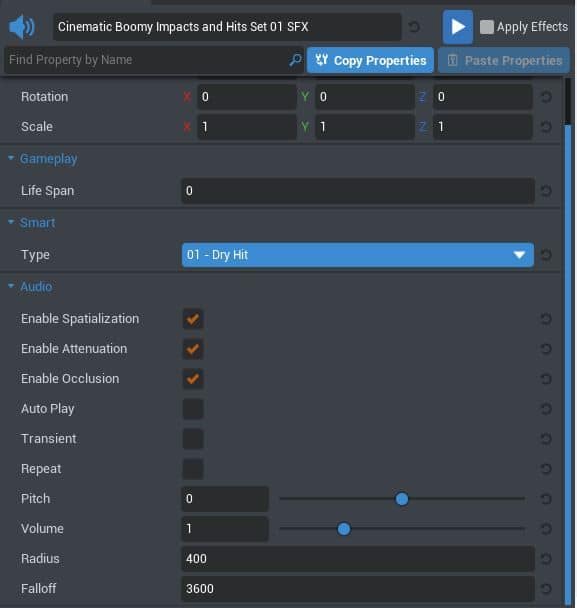 Cinematic Boomy Impacts and Hits Set 01 SFX
Apply Effects
Find Property by Name
Copy Properties
Paste Properties
Rotation X 0 Y 0 Z 0
Scale X 1 Y 1 Z 1
Gameplay
Life Span 0
Smart
Type 01 - Dry Hit
Audio
Enable Spatialization
Enable Attenuation
Enable Occlusion
Auto Play
Transient
Repeat
Pitch 0
Volume 1
Radius 400
Falloff 3600